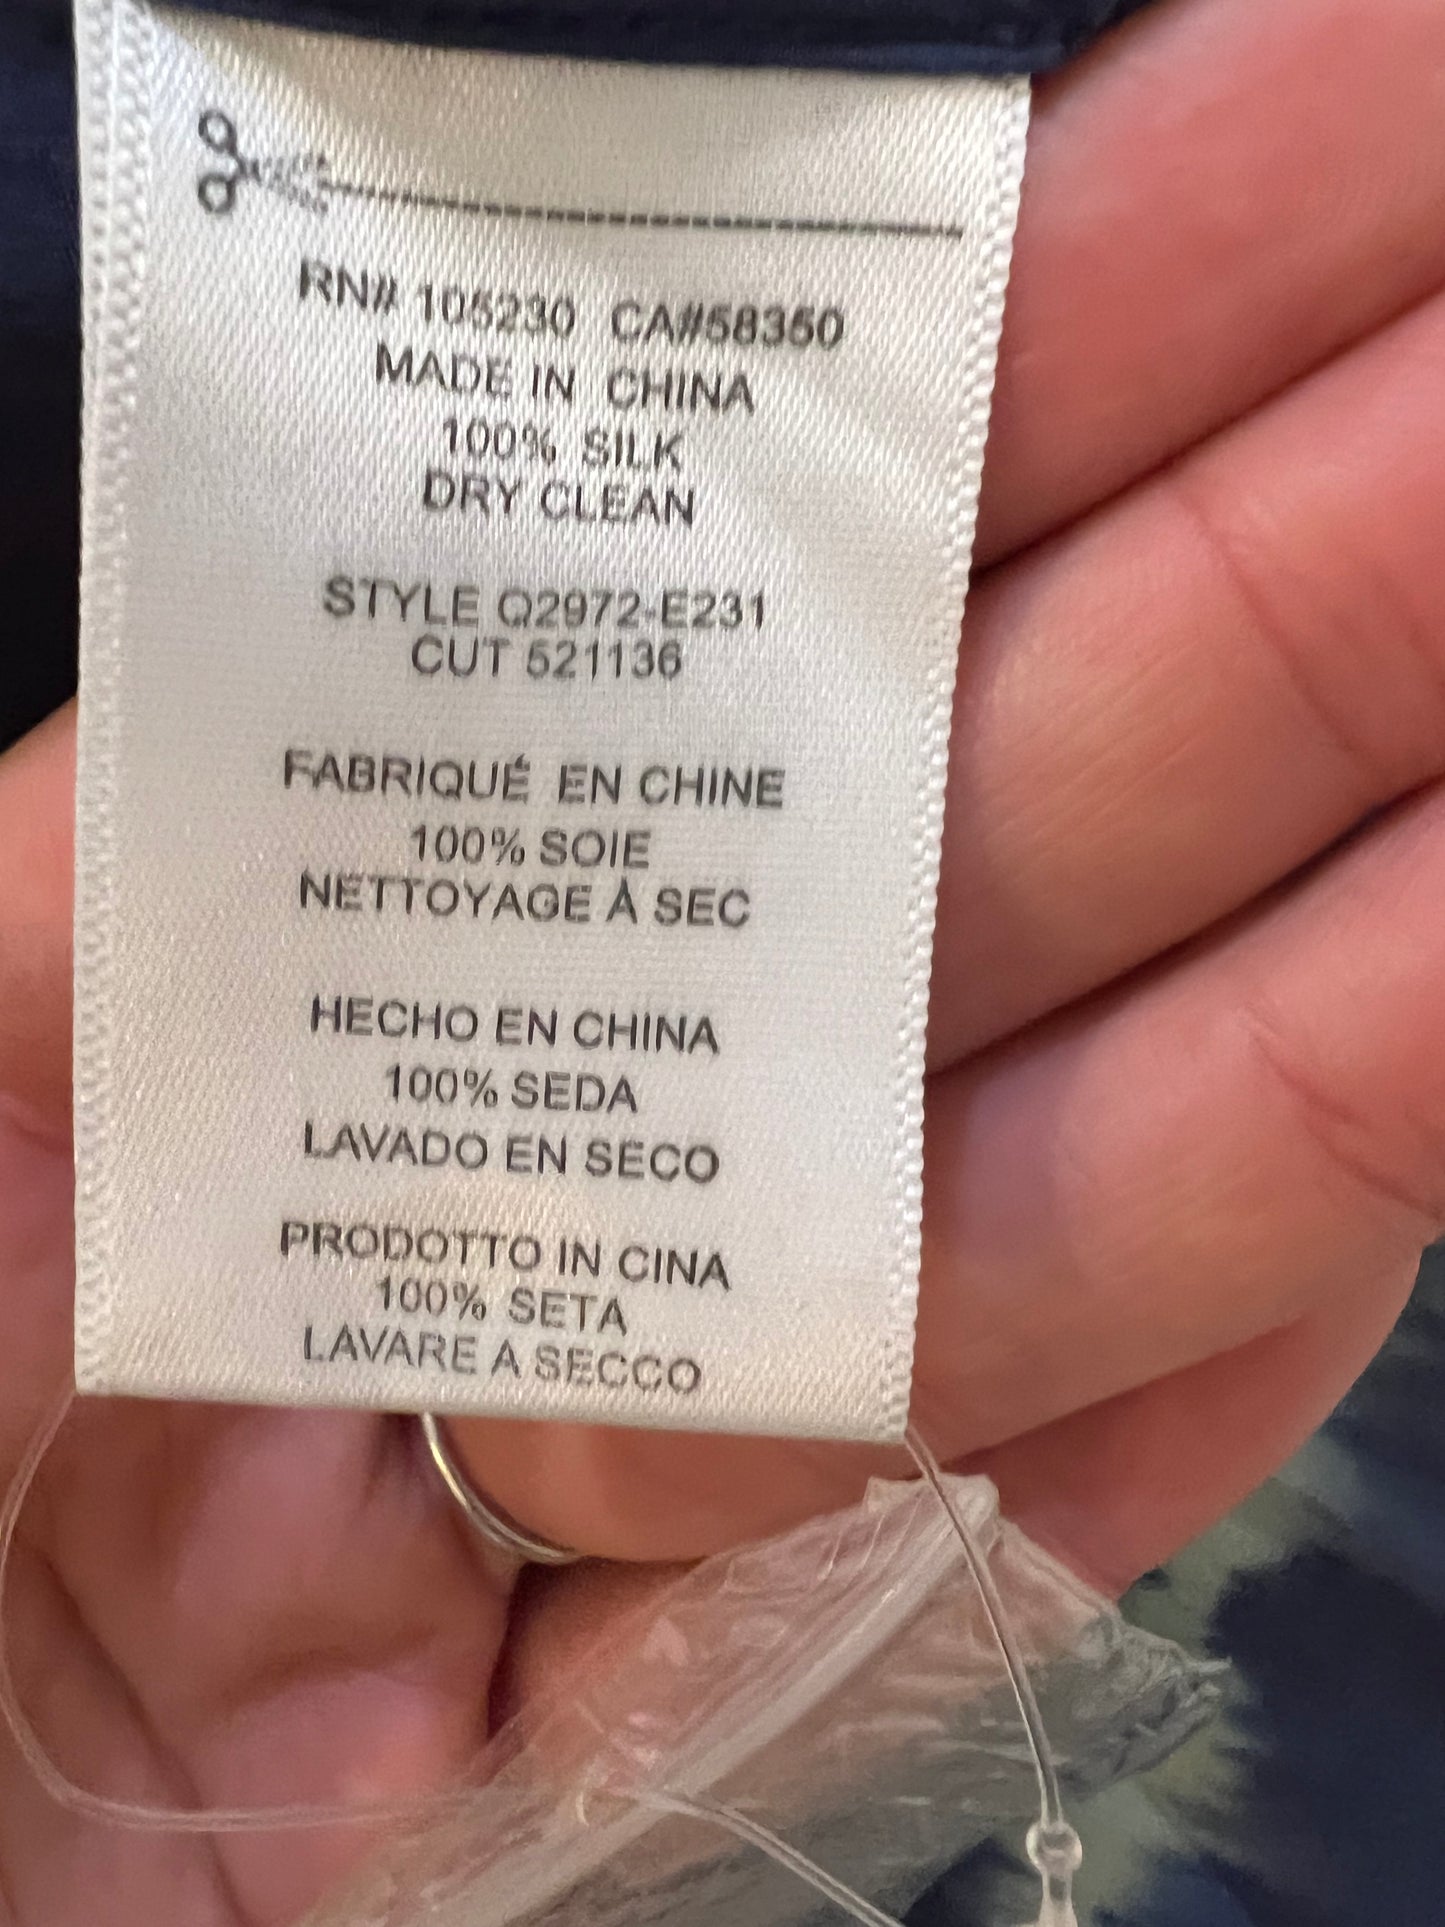 RN# 105230 CA#58350
MADE IN CHINA
100% SILK
DRY CLEAN
STYLE Q2972-E231
CUT 521136
FABRIQUÉ EN CHINE
100% SOIE
NETTOYAGE À SEC
HECHO EN CHINA
100% SEDA
LAVADO EN SECO
PRODOTTO IN CINA
100% SETA
LAVARE A SECCO